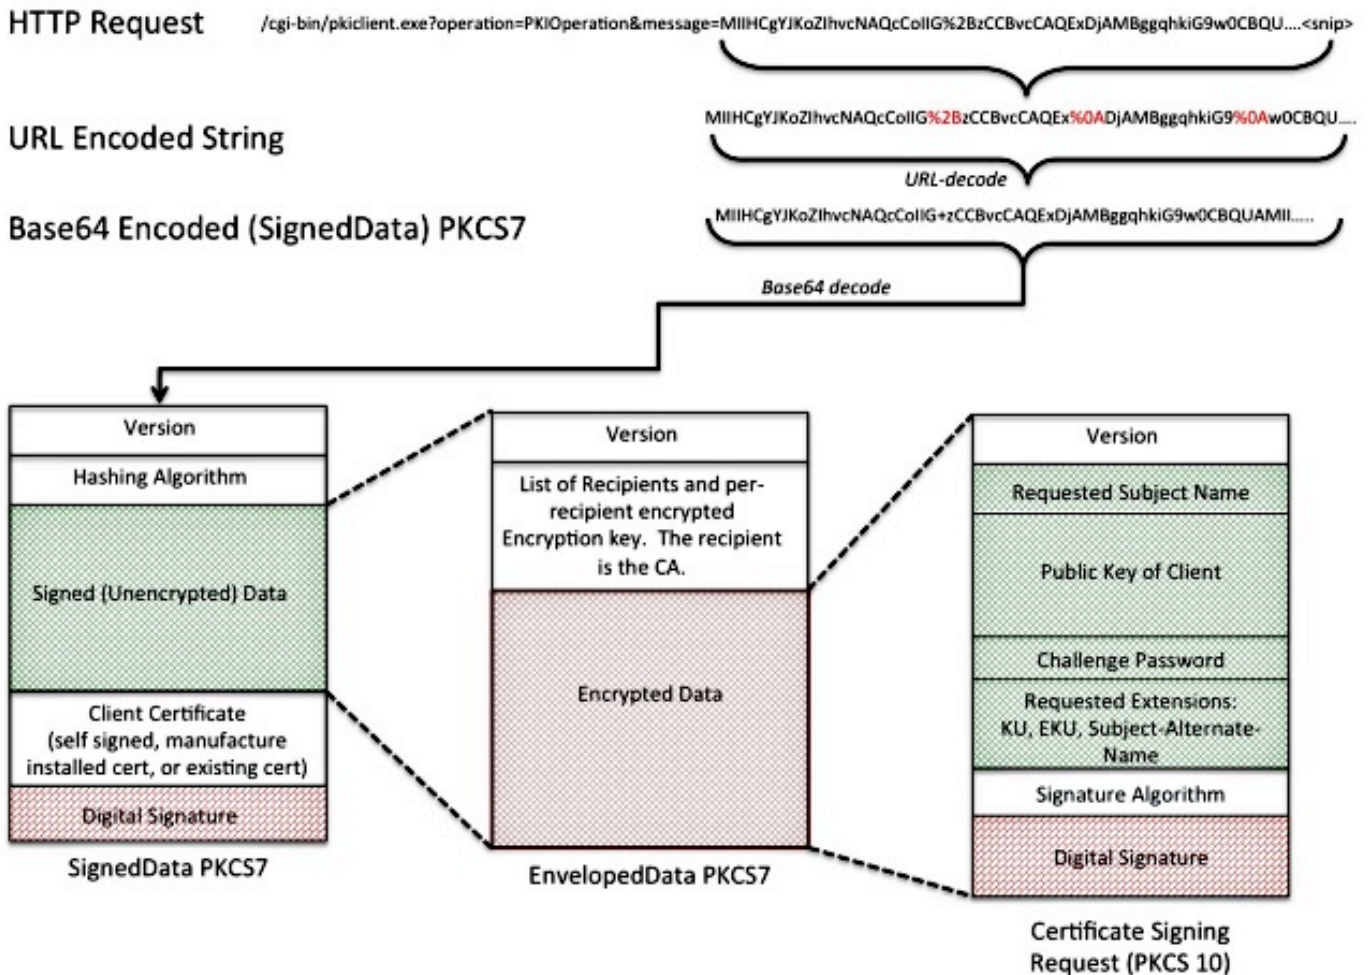 HTTP Request
/cgi-bin/pkiclient.exe?operation=PKIOperation&message=MIIHCgYJKoZIhvcNAQcCoIIG%2BzCCBvcCAQExDjAMBggqhkiG9w0CBQU....<snip>
URL Encoded String
MIIHCgYJKoZIhvcNAQcCoIIG%2BzCCBvcCAQEx%0ADjAMBggqhkiG9%0Aw0CBQU....
URL-decode
Base64 Encoded (SignedData) PKCS7
MIIHCgYJKoZIhvcNAQcCoIIG+zCCBvcCAQExDjAMBggqhkiG9w0CBQUAMII.....
Base64 decode
Version
Hashing Algorithm
Signed (Unencrypted) Data
Client Certificate
(self signed, manufacture
installed cert, or existing cert)
Digital Signature
SignedData PKCS7
Version
List of Recipients and per-
recipient encrypted
Encryption key. The recipient
is the CA.
Encrypted Data
EnvelopedData PKCS7
Version
Requested Subject Name
Public Key of Client
Challenge Password
Requested Extensions:
KU, EKU, Subject-Alternate-
Name
Signature Algorithm
Digital Signature
Certificate Signing
Request (PKCS 10)